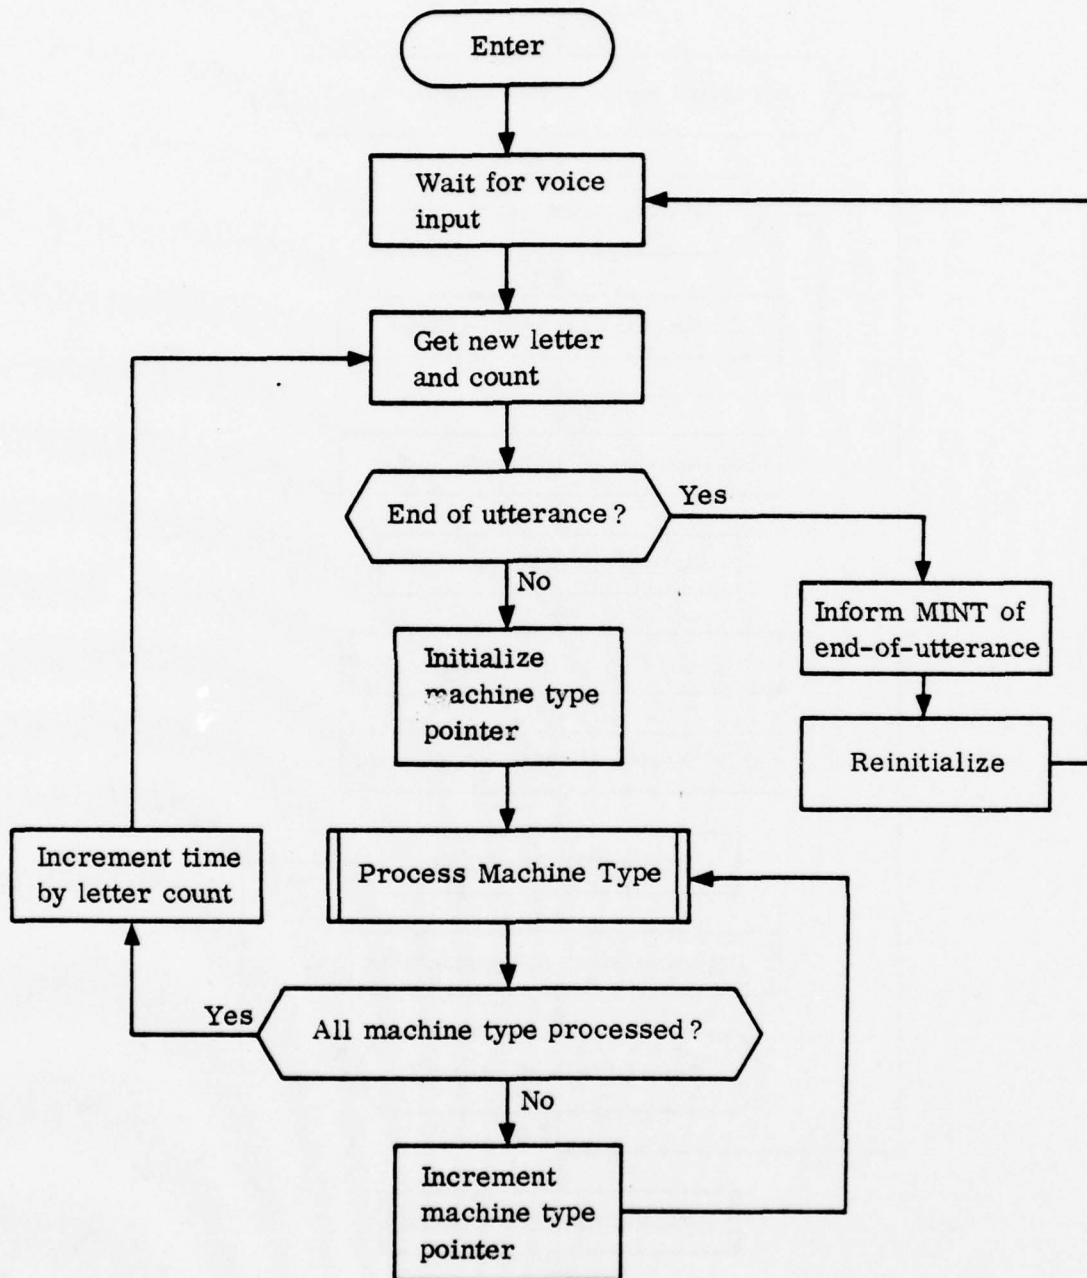 Enter
Wait for voice
input
Get new letter
and count
End of utterance?
Yes
No
Inform MINT of
end-of-utterance
Initialize
machine type
pointer
Reinitialize
Increment time
by letter count
Process Machine Type
Yes
All machine type processed?
No
Increment
machine type
pointer